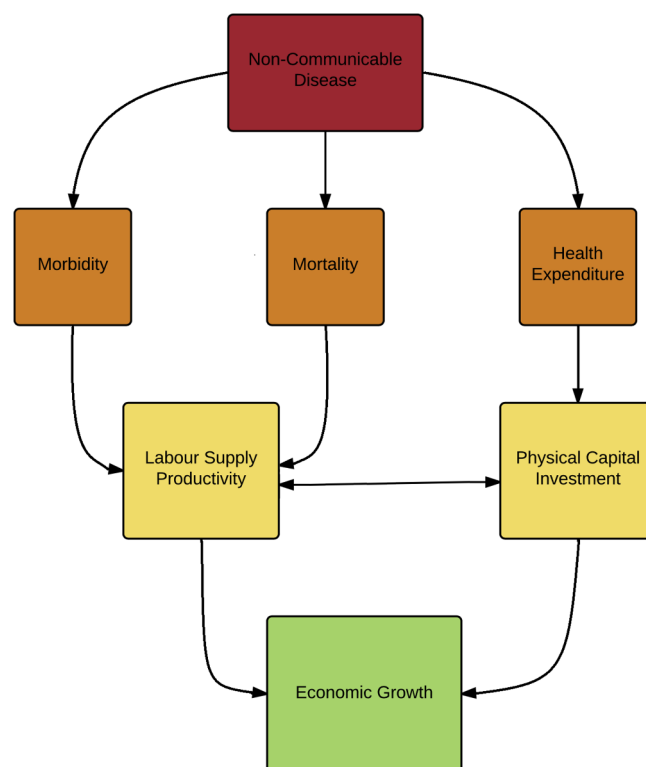 Non-Communicable
Disease
Morbidity
Mortality
Health
Expenditure
Labour Supply
Productivity
Physical Capital
Investment
Economic Growth